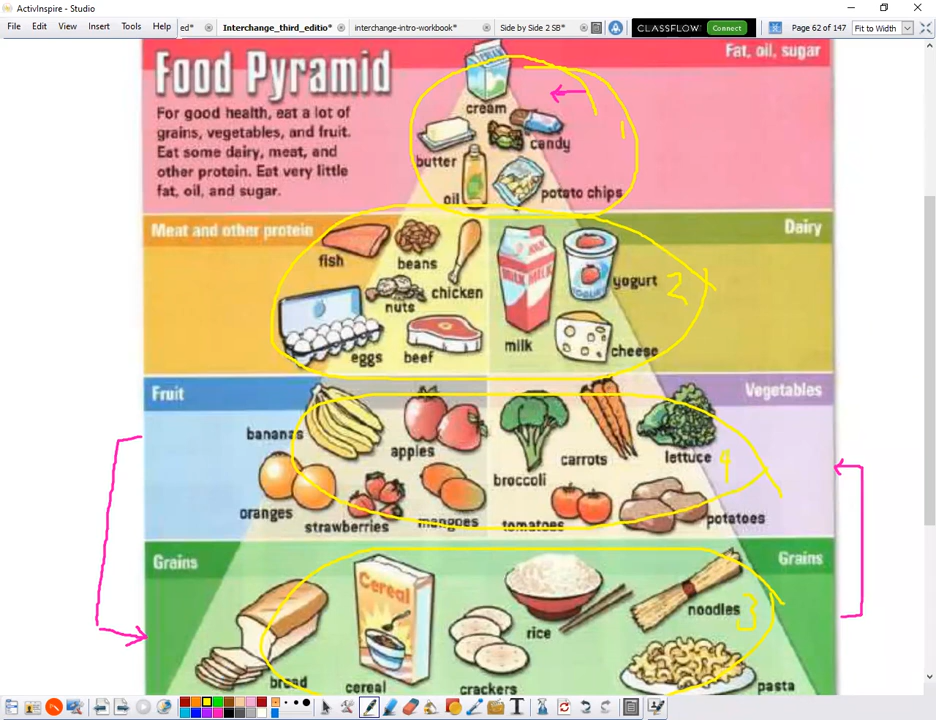 ActivInspire - Studio
File Edit View Insert Tools Help
ed* Interchange_third_editio* interchange-intro-workbook* Side by Side 2 SB* CLASSFLOW Connect Page 62 of 147 Fit to Width
Food Pyramid
For good health, eat a lot of
grains, vegetables, and fruit.
Eat some dairy, meat, and
other protein. Eat very little
fat, oil, and sugar.
Fat, oil, sugar
cream
butter
candy
oil
potato chips
1
Meat and other protein
fish
beans
chicken
nuts
eggs
beef
Dairy
MILK
yogurt
YOGURT
milk
cheese
2
Fruit
bananas
apples
oranges
strawberries
mangoes
Vegetables
broccoli
carrots
lettuce
tomatoes
potatoes
4
Grains
Grains
Cereal
bread
cereal
crackers
rice
noodles
pasta
3
T